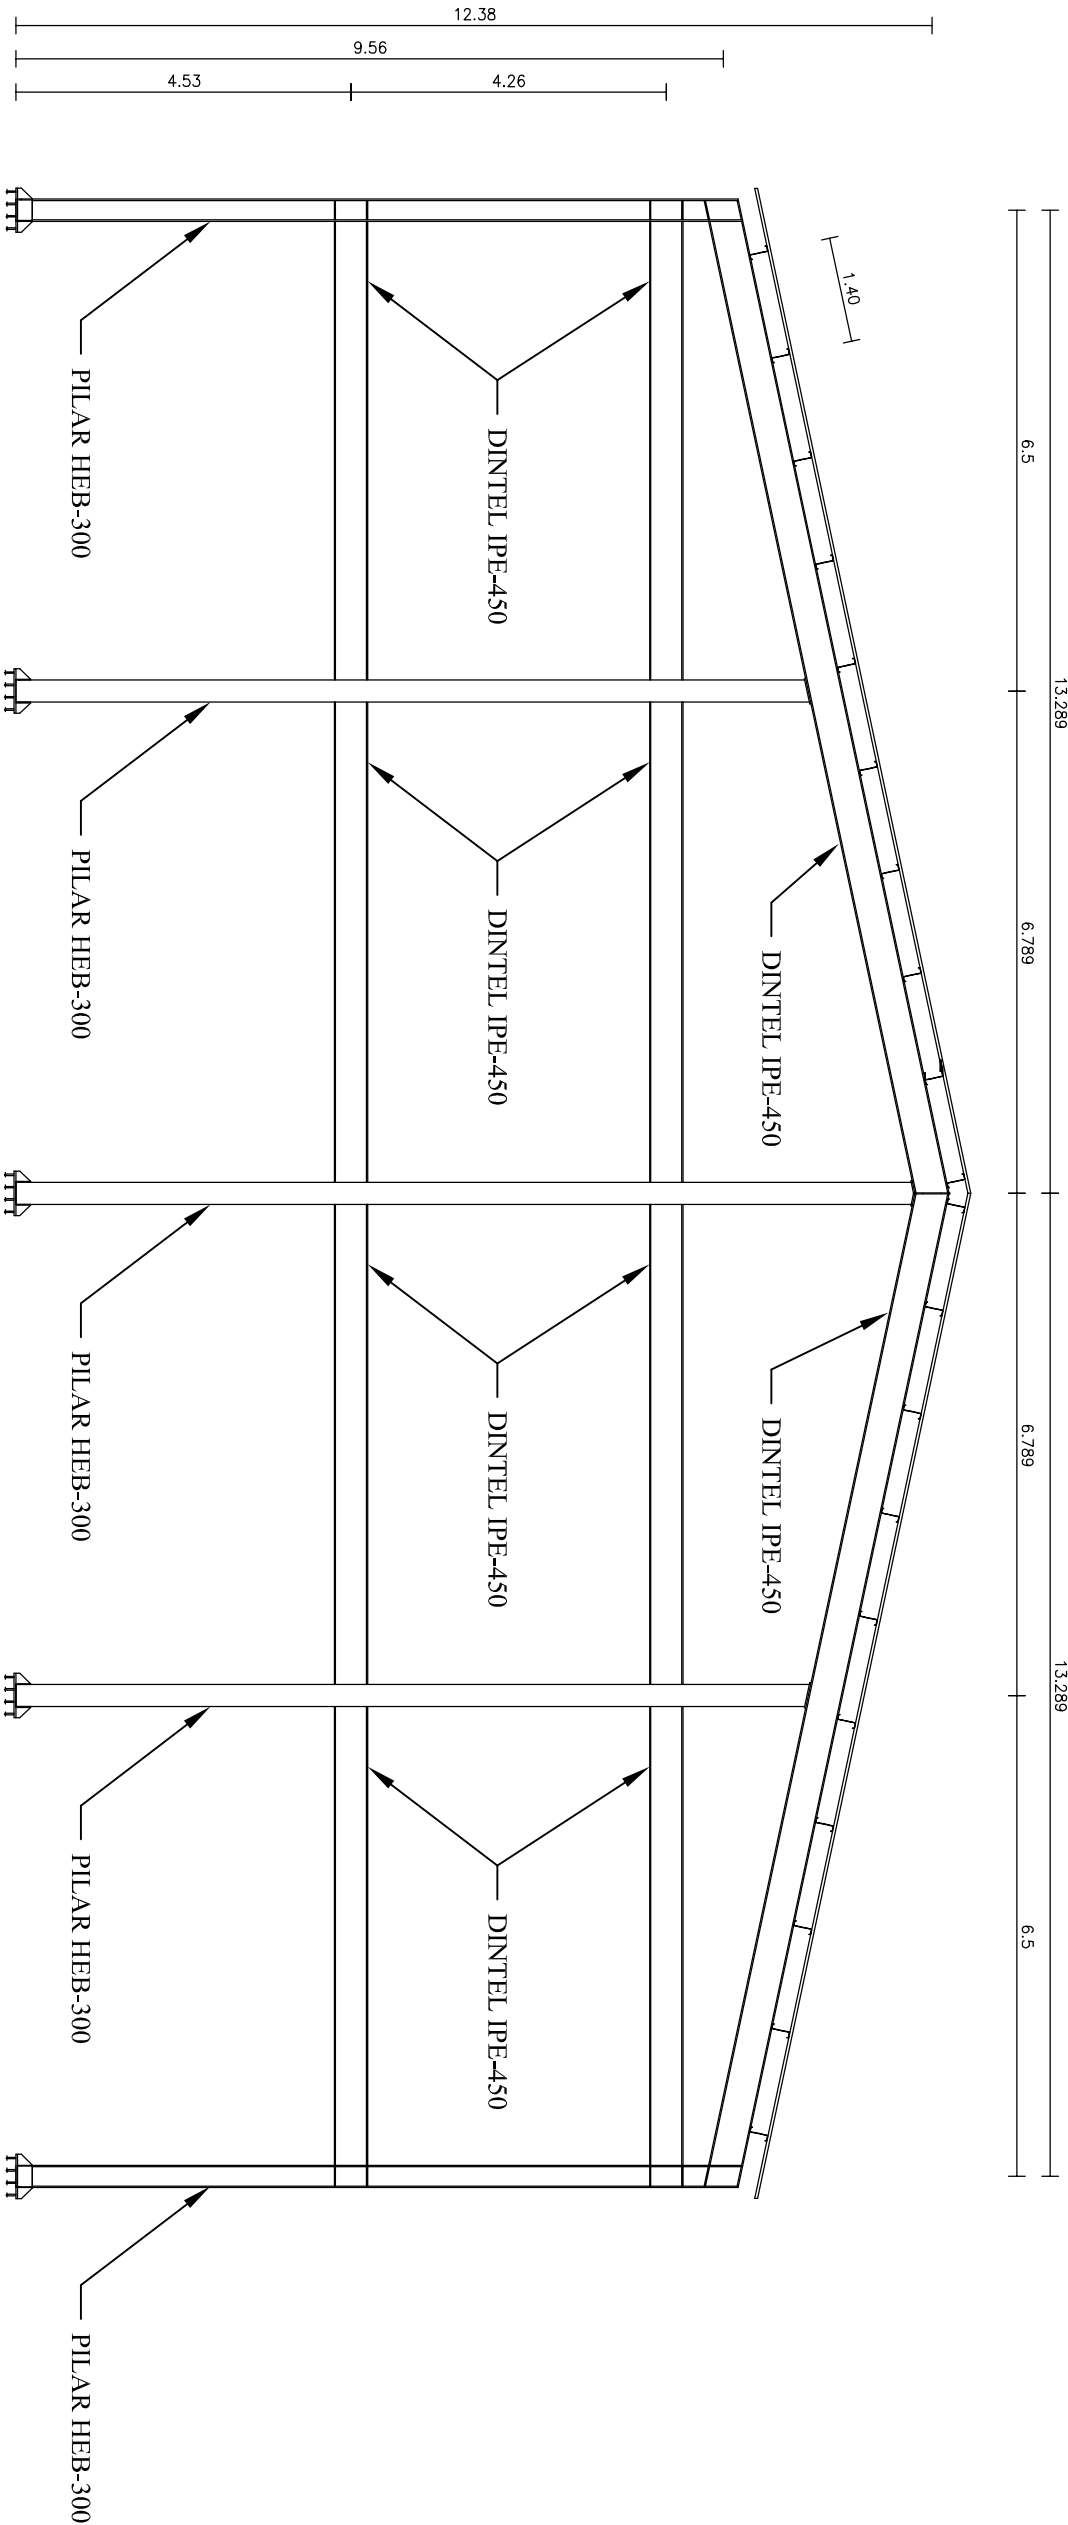 12.38
9.56
4.53
4.26
13.289
13.289
6.5
6.789
6.789
6.5
1.40
DINTEL IPE-450
DINTEL IPE-450
DINTEL IPE-450
DINTEL IPE-450
DINTEL IPE-450
DINTEL IPE-450
PILAR HEB-300
PILAR HEB-300
PILAR HEB-300
PILAR HEB-300
PILAR HEB-300